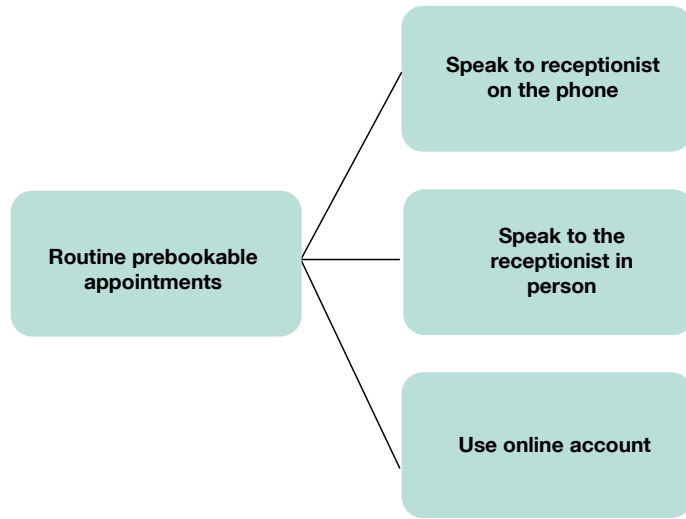 Speak to receptionist
on the phone
Routine prebookable
appointments
Speak to the
receptionist in
person
Use online account